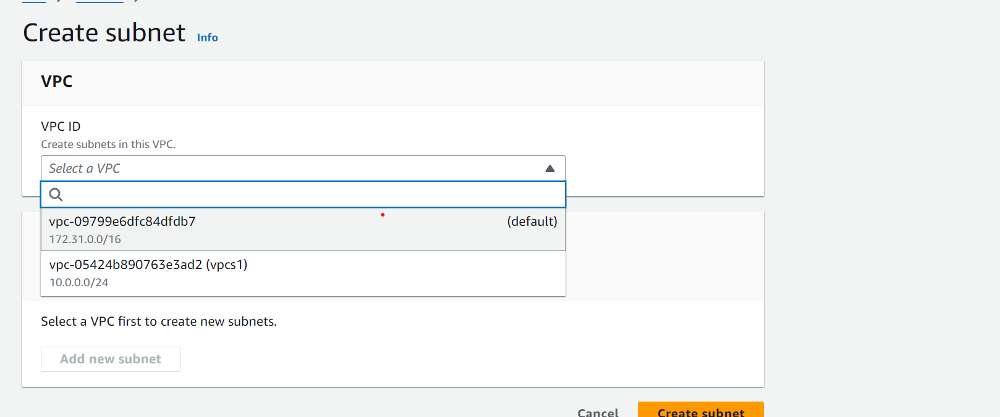 Create subnet Info
VPC
VPC ID
Create subnets in this VPC.
Select a VPC
vpc-09799e6dfc84dfdb7 (default)
172.31.0.0/16
vpc-05424b890763e3ad2 (vpcs1)
10.0.0.0/24
Select a VPC first to create new subnets.
Add new subnet
Cancel Create subnet